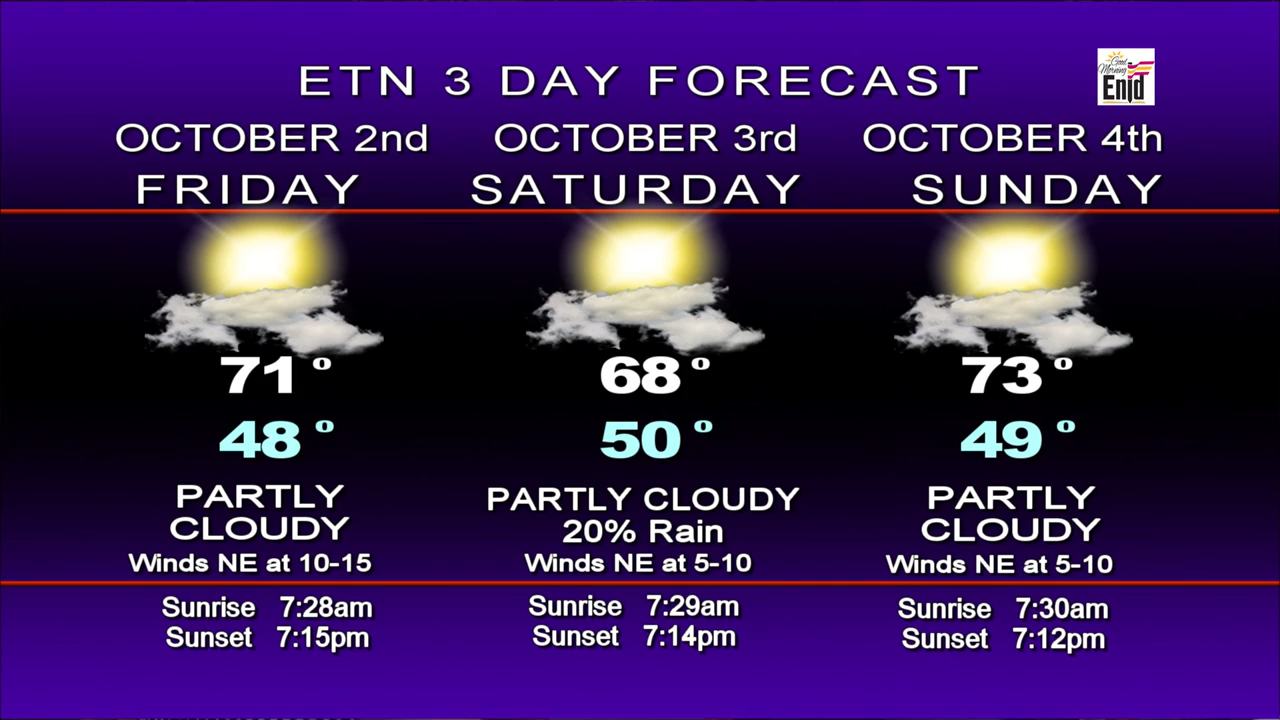 ETN 3 DAY FORECAST
Good
Morning
Enid
OCTOBER 2nd
FRIDAY
71°
48°
PARTLY
CLOUDY
Winds NE at 10-15
Sunrise 7:28am
Sunset 7:15pm
OCTOBER 3rd
SATURDAY
68°
50°
PARTLY CLOUDY
20% Rain
Winds NE at 5-10
Sunrise 7:29am
Sunset 7:14pm
OCTOBER 4th
SUNDAY
73°
49°
PARTLY
CLOUDY
Winds NE at 5-10
Sunrise 7:30am
Sunset 7:12pm